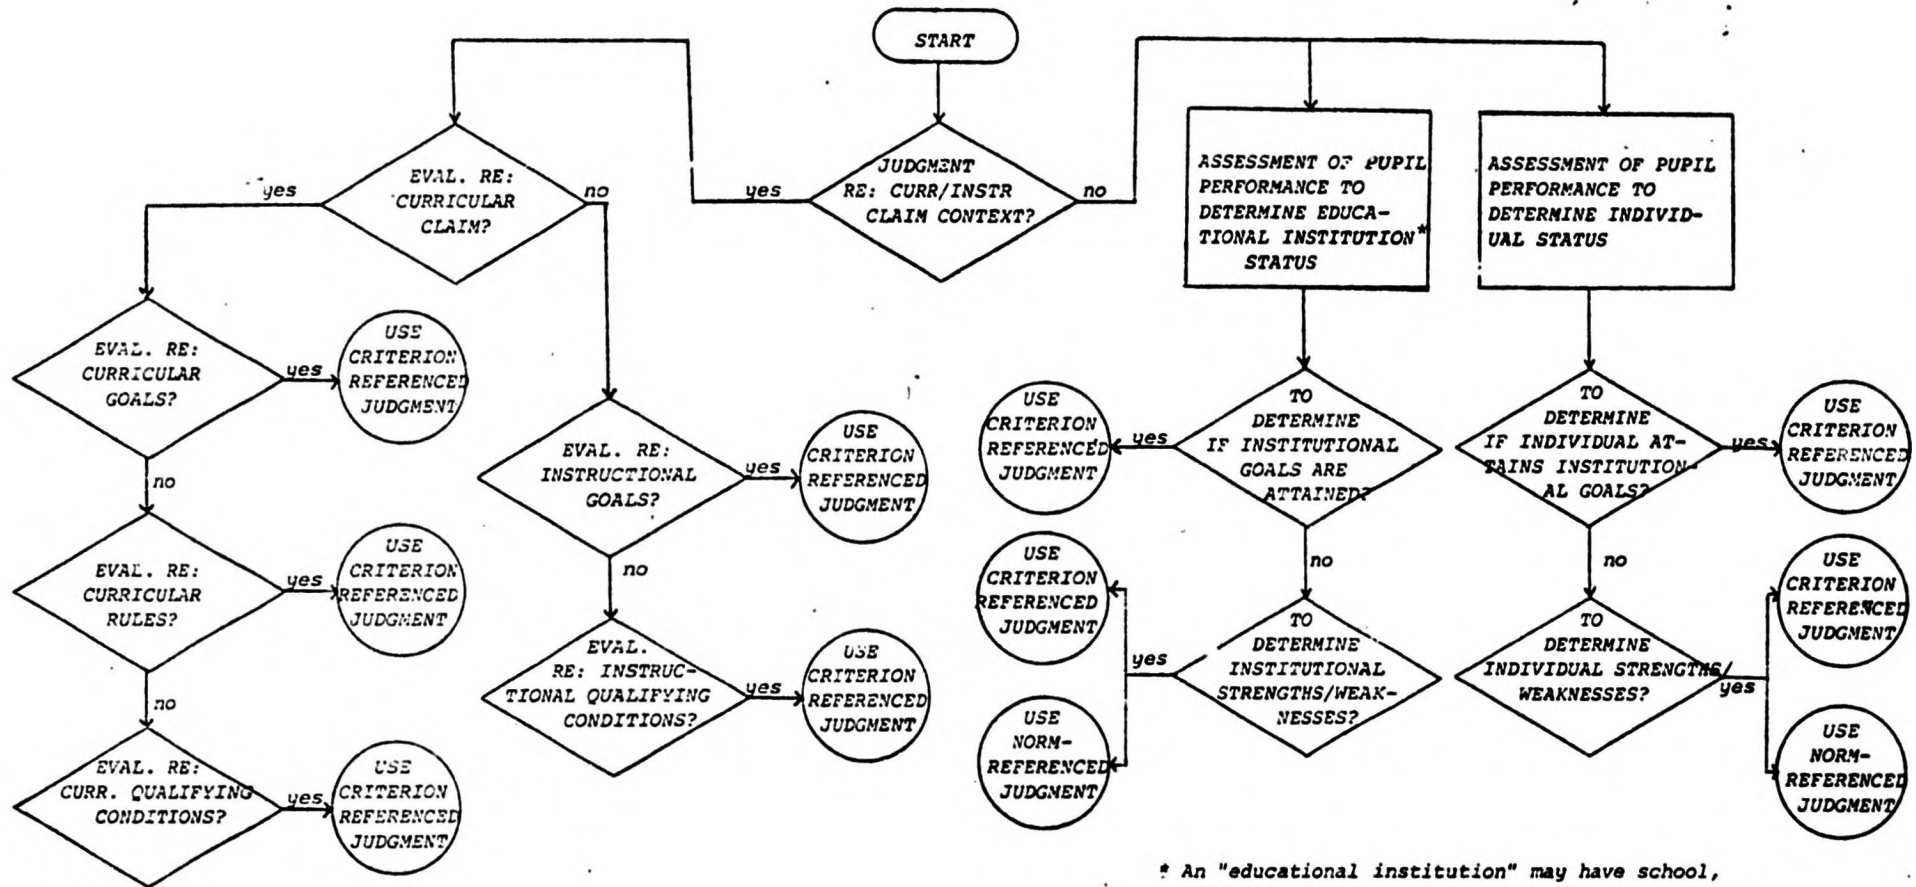 START
JUDGMENT
RE: CURR/INSTR
CLAIM CONTEXT?
yes
no
EVAL. RE:
CURRICULAR
CLAIM?
yes
no
EVAL. RE:
CURRICULAR
GOALS?
yes
USE
CRITERION
REFERENCED
JUDGMENT
no
EVAL. RE:
CURRICULAR
RULES?
yes
USE
CRITERION
REFERENCED
JUDGMENT
no
EVAL. RE:
CURR. QUALIFYING
CONDITIONS?
yes
USE
CRITERION
REFERENCED
JUDGMENT
EVAL. RE:
INSTRUCTIONAL
GOALS?
yes
USE
CRITERION
REFERENCED
JUDGMENT
no
EVAL.
RE: INSTRUC-
TIONAL QUALIFYING
CONDITIONS?
yes
USE
CRITERION
REFERENCED
JUDGMENT
ASSESSMENT OF PUPIL
PERFORMANCE TO
DETERMINE EDUCA-
TIONAL INSTITUTION*
STATUS
TO
DETERMINE
IF INSTITUTIONAL
GOALS ARE
ATTAINED?
yes
USE
CRITERION
REFERENCED
JUDGMENT
no
TO
DETERMINE
INSTITUTIONAL
STRENGTHS/WEAK-
NESSES?
yes
USE
CRITERION
REFERENCED
JUDGMENT
USE
NORM-
REFERENCED
JUDGMENT
ASSESSMENT OF PUPIL
PERFORMANCE TO
DETERMINE INDIVID-
UAL STATUS
TO
DETERMINE
IF INDIVIDUAL AT-
TAINS INSTITUTION-
AL GOALS?
yes
USE
CRITERION
REFERENCED
JUDGMENT
no
TO
DETERMINE
INDIVIDUAL STRENGTHS/
WEAKNESSES?
yes
USE
CRITERION
REFERENCED
JUDGMENT
USE
NORM-
REFERENCED
JUDGMENT
* An "educational institution" may have school,